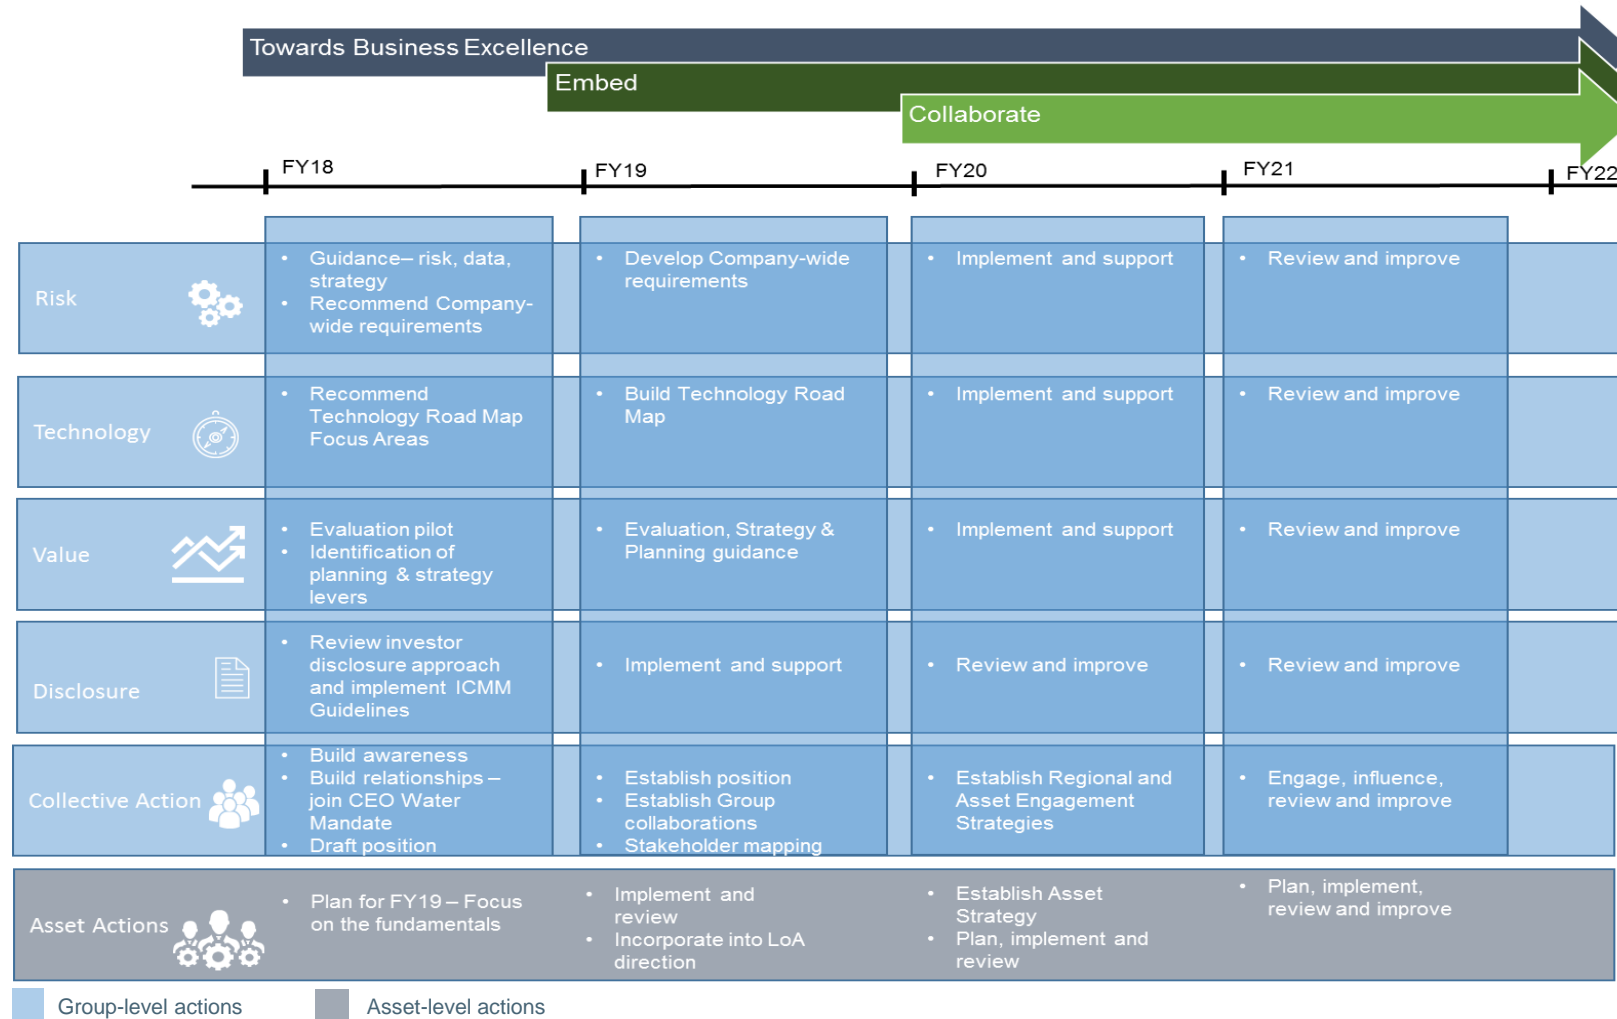 Towards Business Excellence
Embed
Collaborate
FY18
FY19
FY20
FY21
FY22
Risk
• Guidance– risk, data,
strategy
• Recommend Company-
wide requirements
• Develop Company-wide
requirements
• Implement and support
• Review and improve
Technology
• Recommend
Technology Road Map
Focus Areas
• Build Technology Road
Map
• Implement and support
• Review and improve
Value
• Evaluation pilot
• Identification of
planning & strategy
levers
• Evaluation, Strategy &
Planning guidance
• Implement and support
• Review and improve
Disclosure
• Review investor
disclosure approach
and implement ICMM
Guidelines
• Implement and support
• Review and improve
• Review and improve
Collective Action
• Build awareness
• Build relationships –
join CEO Water
Mandate
• Draft position
• Establish position
• Establish Group
collaborations
• Stakeholder mapping
• Establish Regional and
Asset Engagement
Strategies
• Engage, influence,
review and improve
Asset Actions
• Plan for FY19 – Focus
on the fundamentals
• Implement and
review
• Incorporate into LoA
direction
• Establish Asset
Strategy
• Plan, implement and
review
• Plan, implement,
review and improve
Group-level actions
Asset-level actions